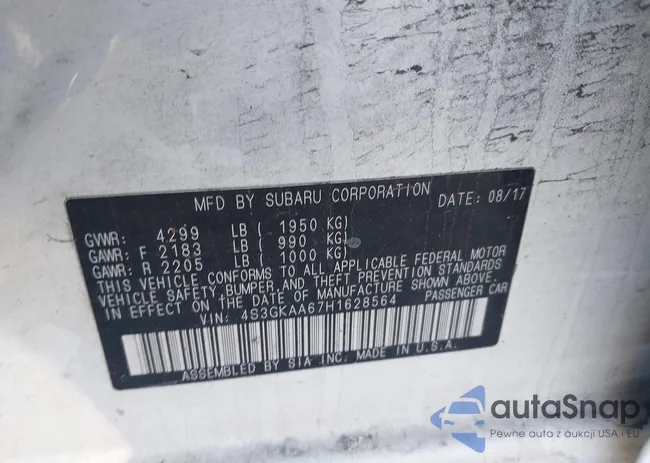 MFD BY SUBARU CORPORATION DATE: 08/17
GVWR: 4299 LB ( 1950 KG)
GAWR: F 2183 LB ( 990 KG)
GAWR: R 2205 LB ( 1000 KG)
THIS VEHICLE CONFORMS TO ALL APPLICABLE FEDERAL MOTOR
VEHICLE SAFETY, BUMPER, AND THEFT PREVENTION STANDARDS
IN EFFECT ON THE DATE OF MANUFACTURE SHOWN ABOVE.
VIN: 4S3GKAA67H1628564 PASSENGER CAR
ASSEMBLED BY SIA INC. MADE IN U.S.A.
autaSnap
Pewne auto z aukcji USA i EU